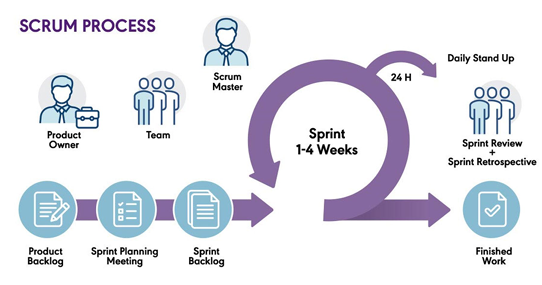 SCRUM PROCESS
Scrum
Master
Product
Owner
Team
Sprint
1-4 Weeks
24 H
Daily Stand Up
Sprint Review
+
Sprint Retrospective
Product
Backlog
Sprint Planning
Meeting
Sprint
Backlog
Finished
Work